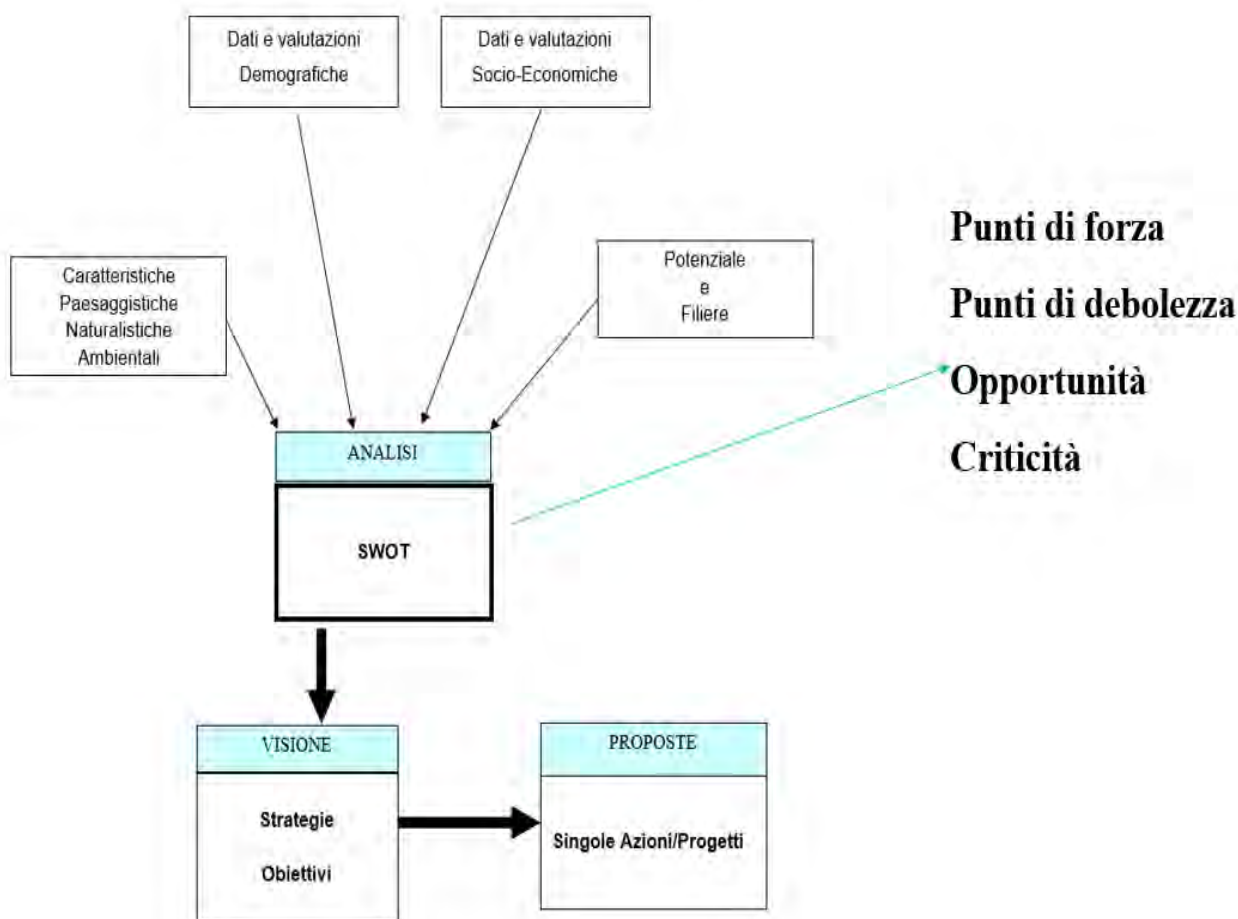 Dati e valutazioni
Demografiche
Dati e valutazioni
Socio-Economiche
Caratteristiche
Paesaggistiche
Naturalistiche
Ambientali
Potenziale
e
Filiere
Punti di forza
Punti di debolezza
Opportunità
Criticità
ANALISI
SWOT
VISIONE
Strategie
Obiettivi
PROPOSTE
Singole Azioni/Progetti